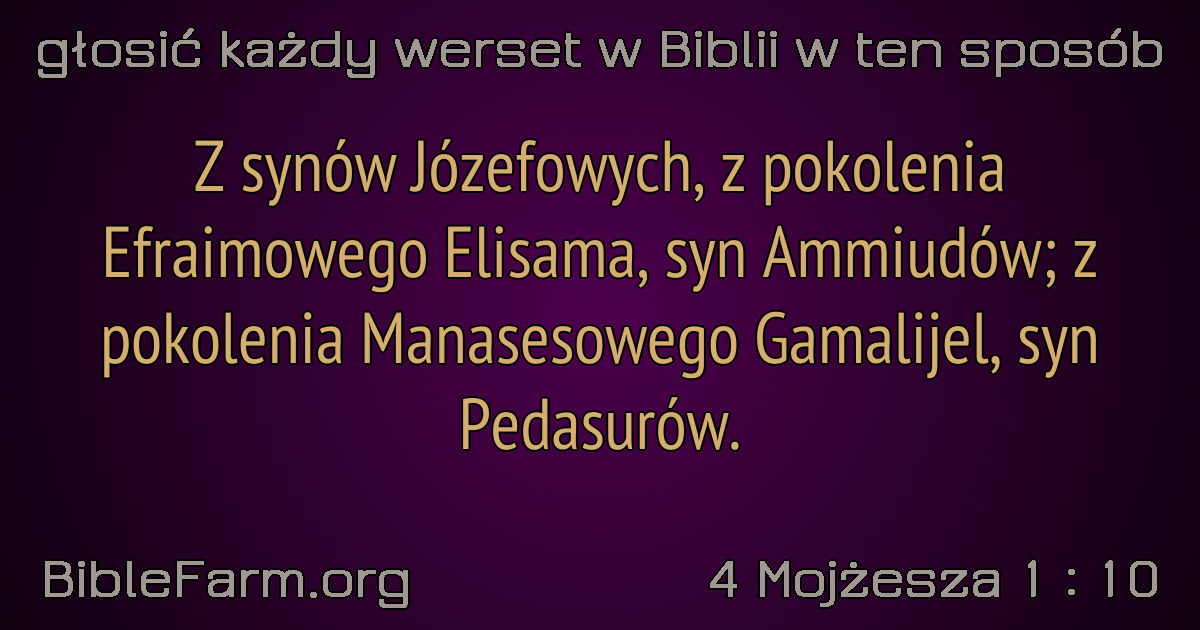 głosić każdy werset w Biblii w ten sposób
Z synów Józefowych, z pokolenia
Efraimowego Elisama, syn Ammiudów; z
pokolenia Manasesowego Gamalijel, syn
Pedasurów.
BibleFarm.org
4 Mojżesza 1 : 10